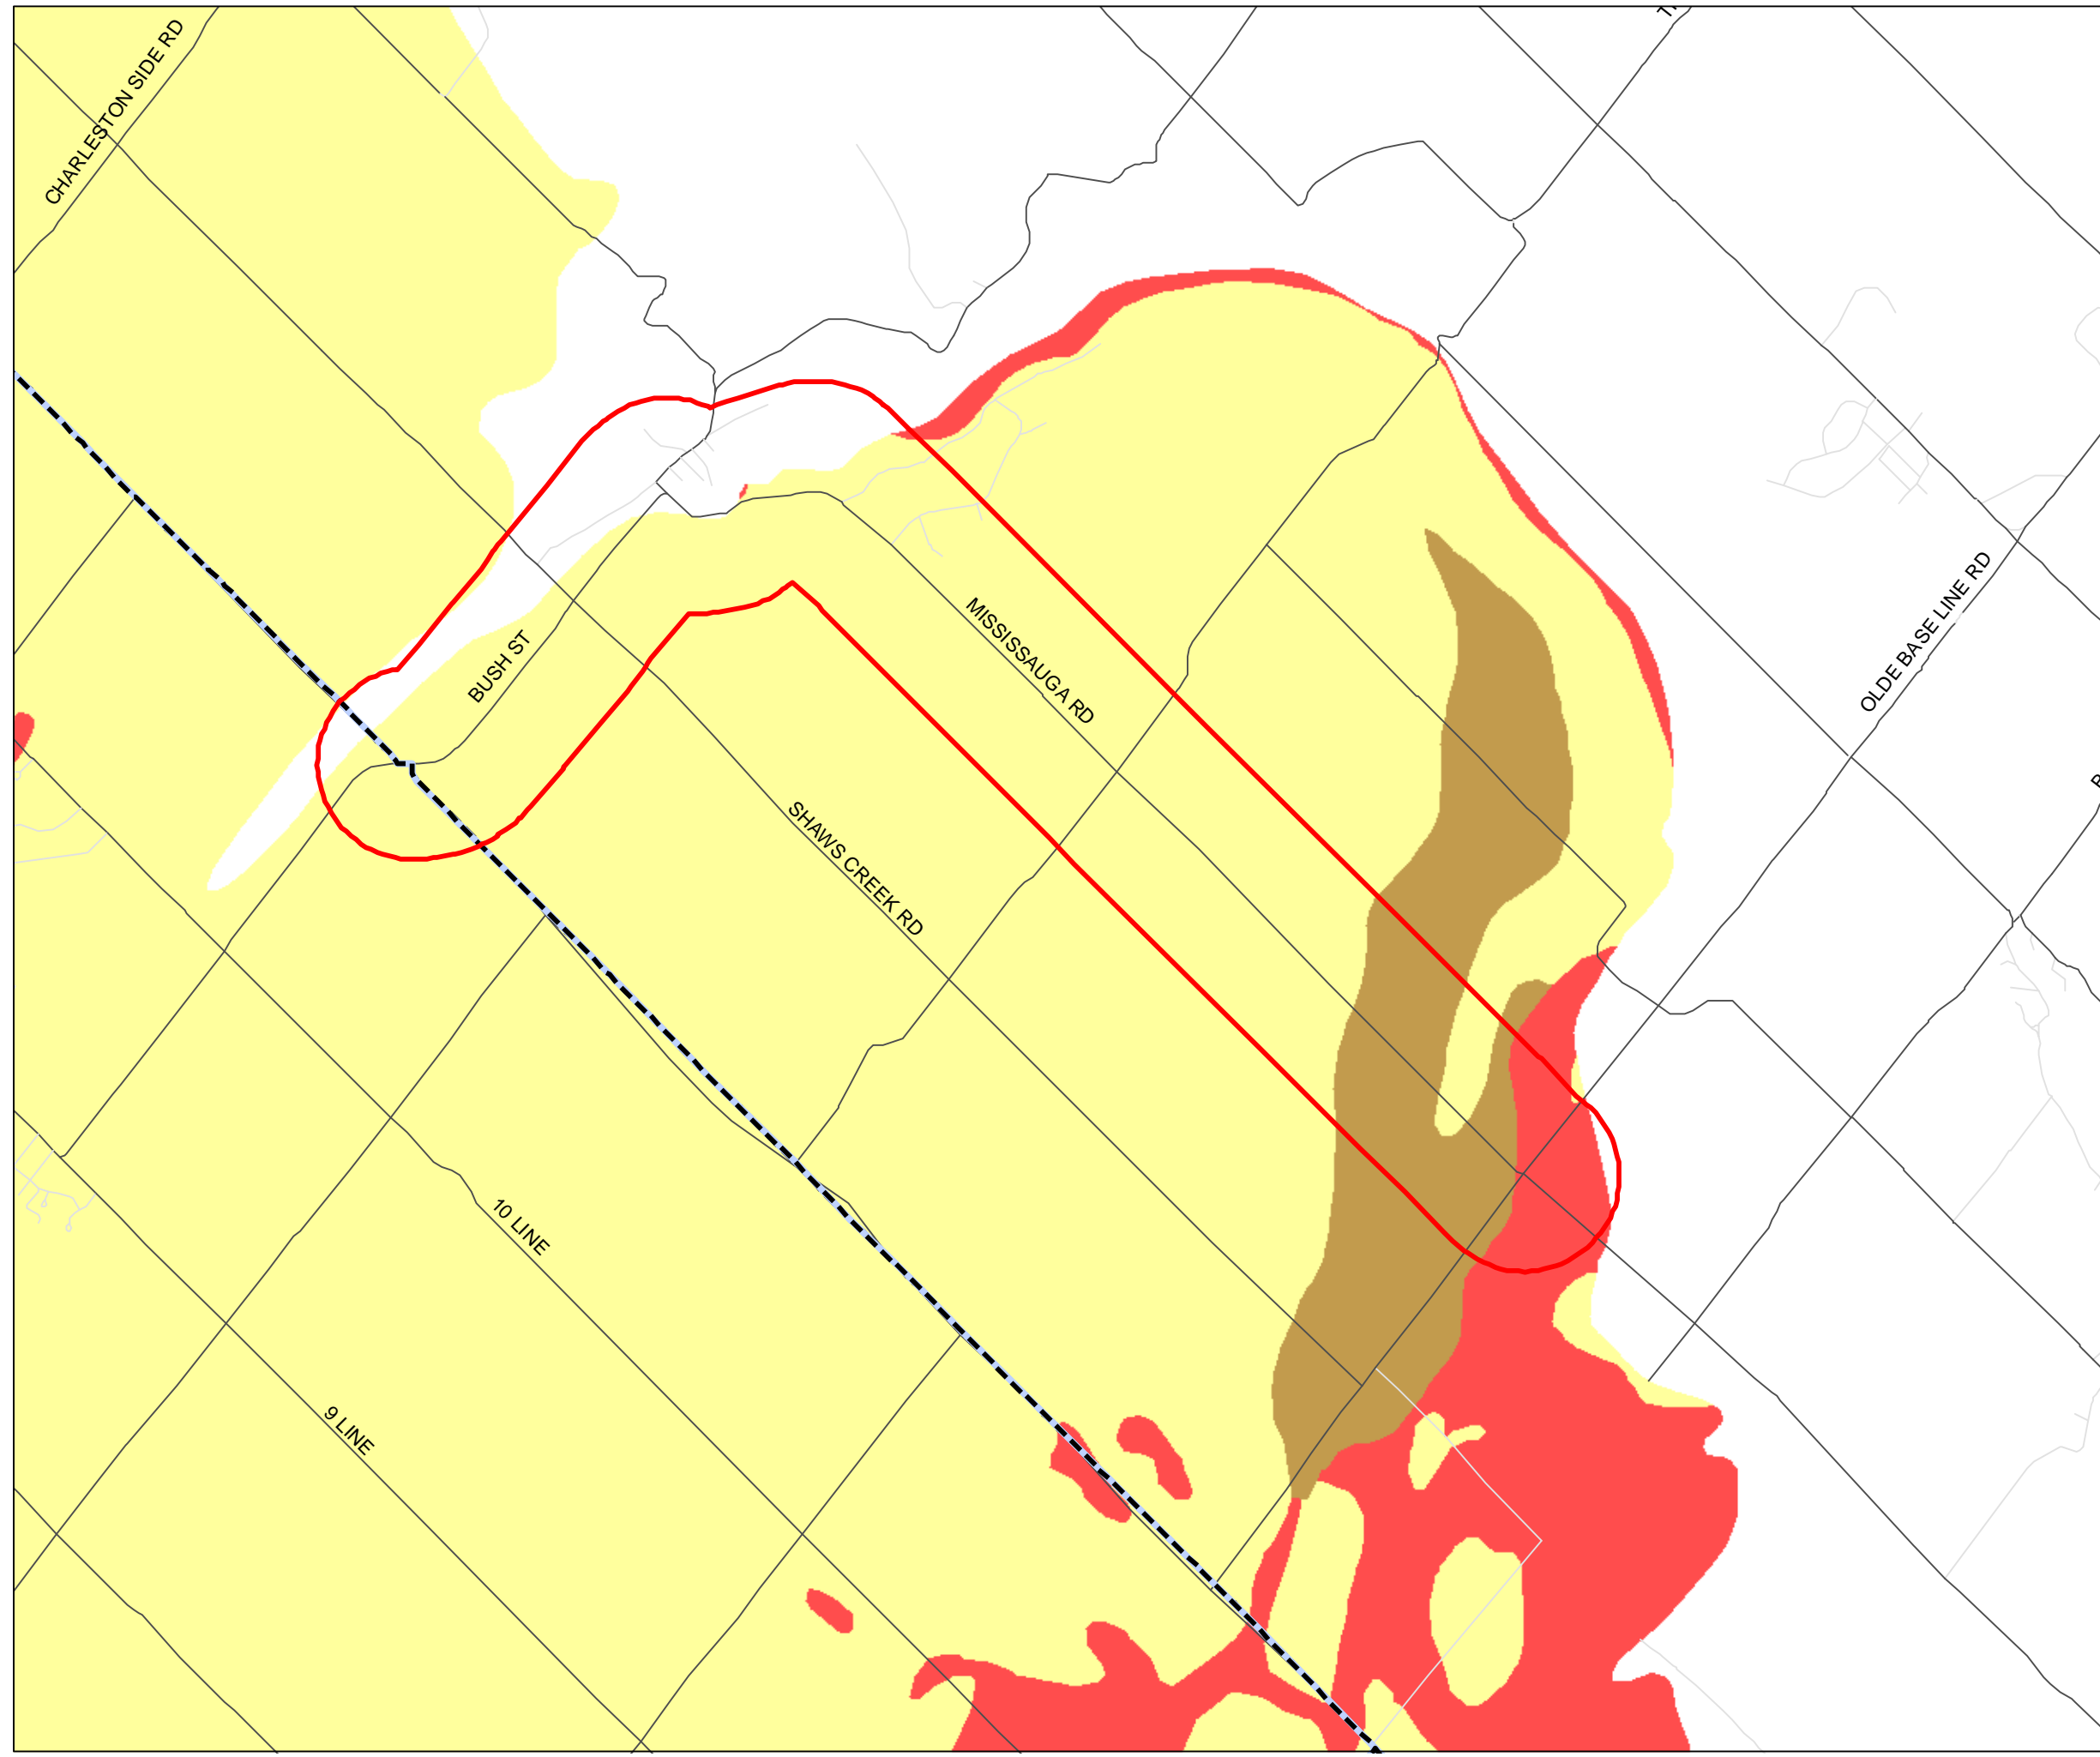 CHARLESTON SIDE RD
BUSH ST
MISSISSAUGA RD
OLDE BASE LINE RD
SHAWS CREEK RD
10 LINE
9 LINE